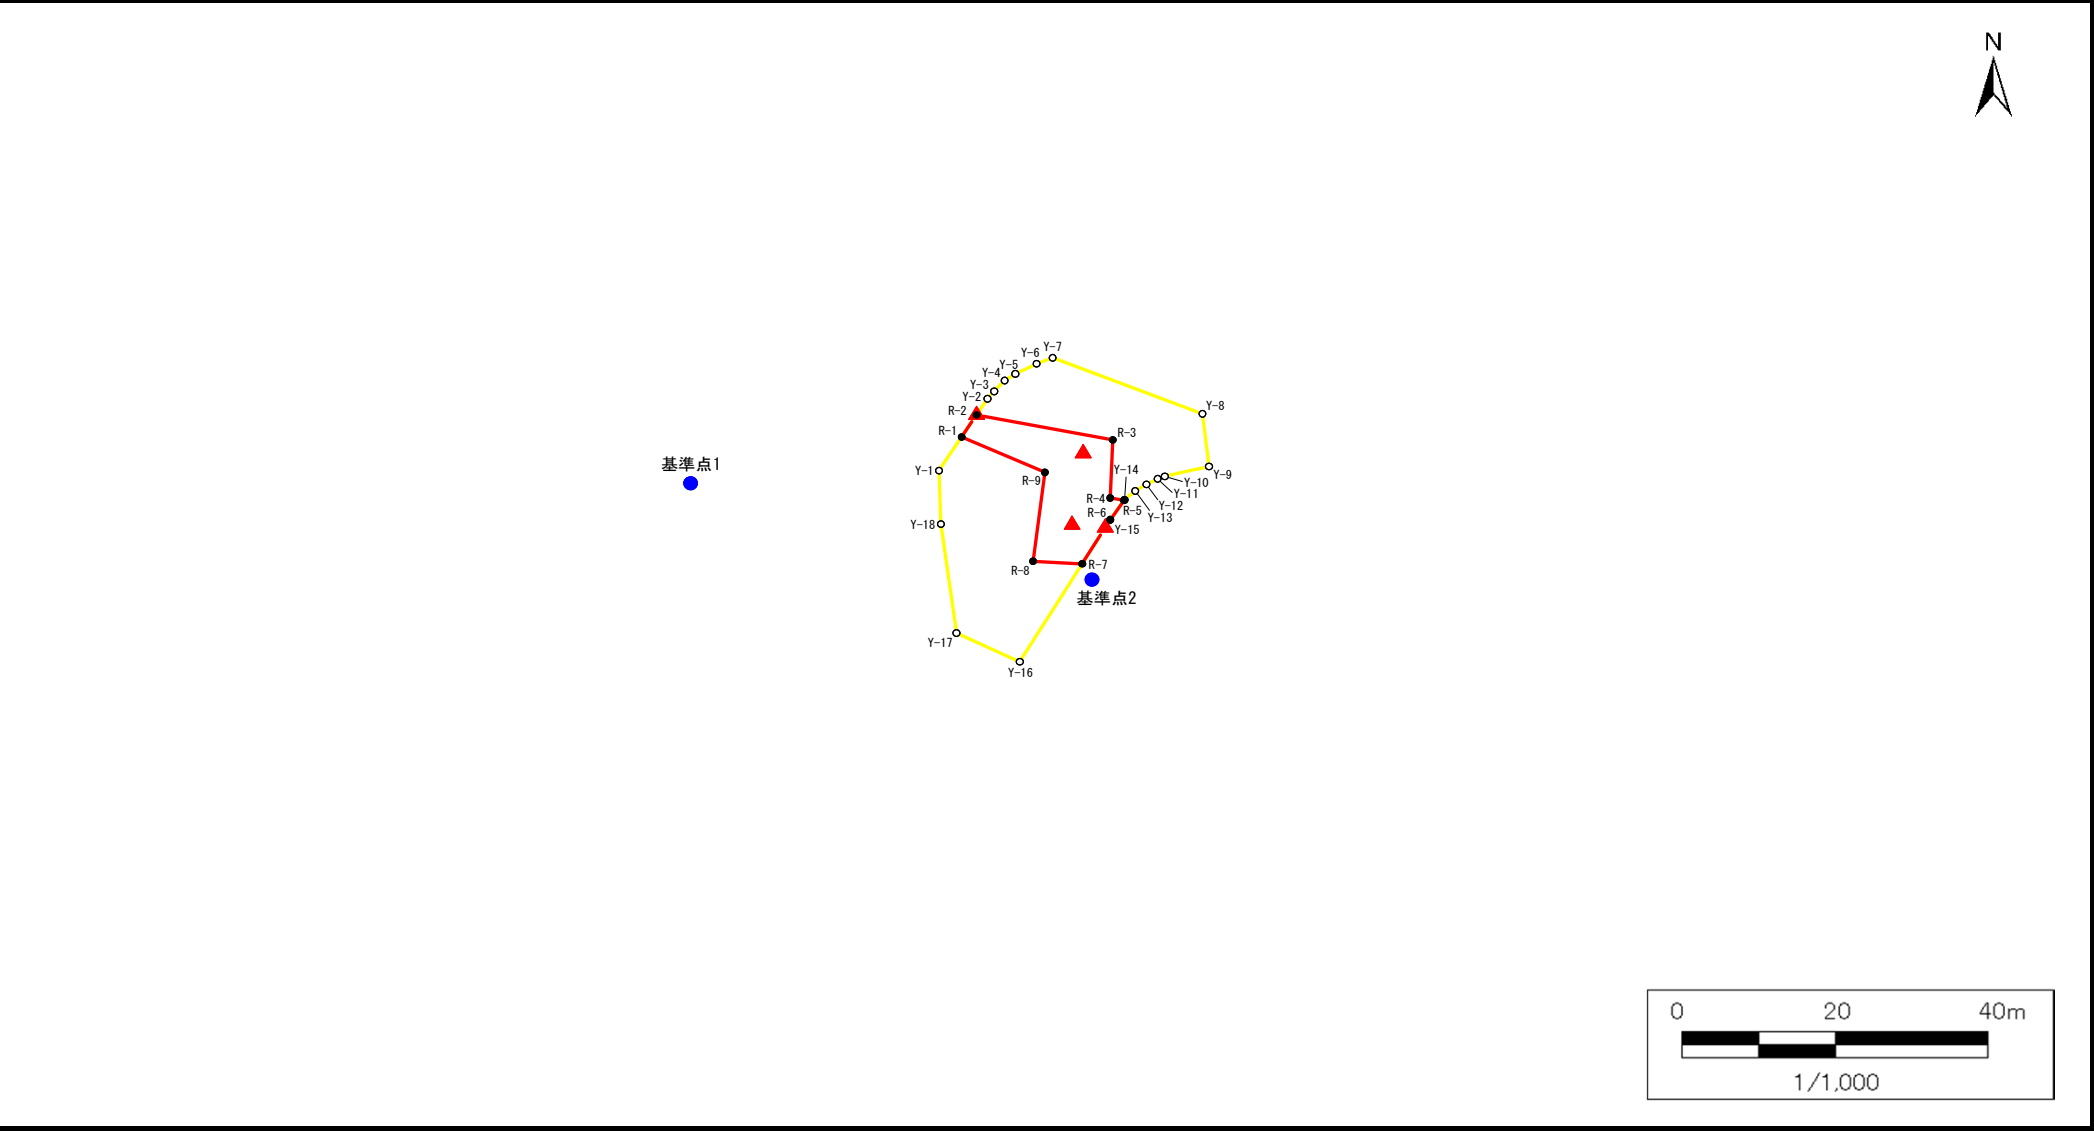 N
Y-7
Y-6
Y-5
Y-4
Y-3
Y-2
R-2
Y-8
R-1
R-3
基準点1
Y-1
Y-14
Y-9
R-9
Y-10
Y-11
R-4
Y-12
R-5
R-6
Y-13
Y-18
Y-15
R-7
R-8
基準点2
Y-17
Y-16
0 20 40m
1/1,000